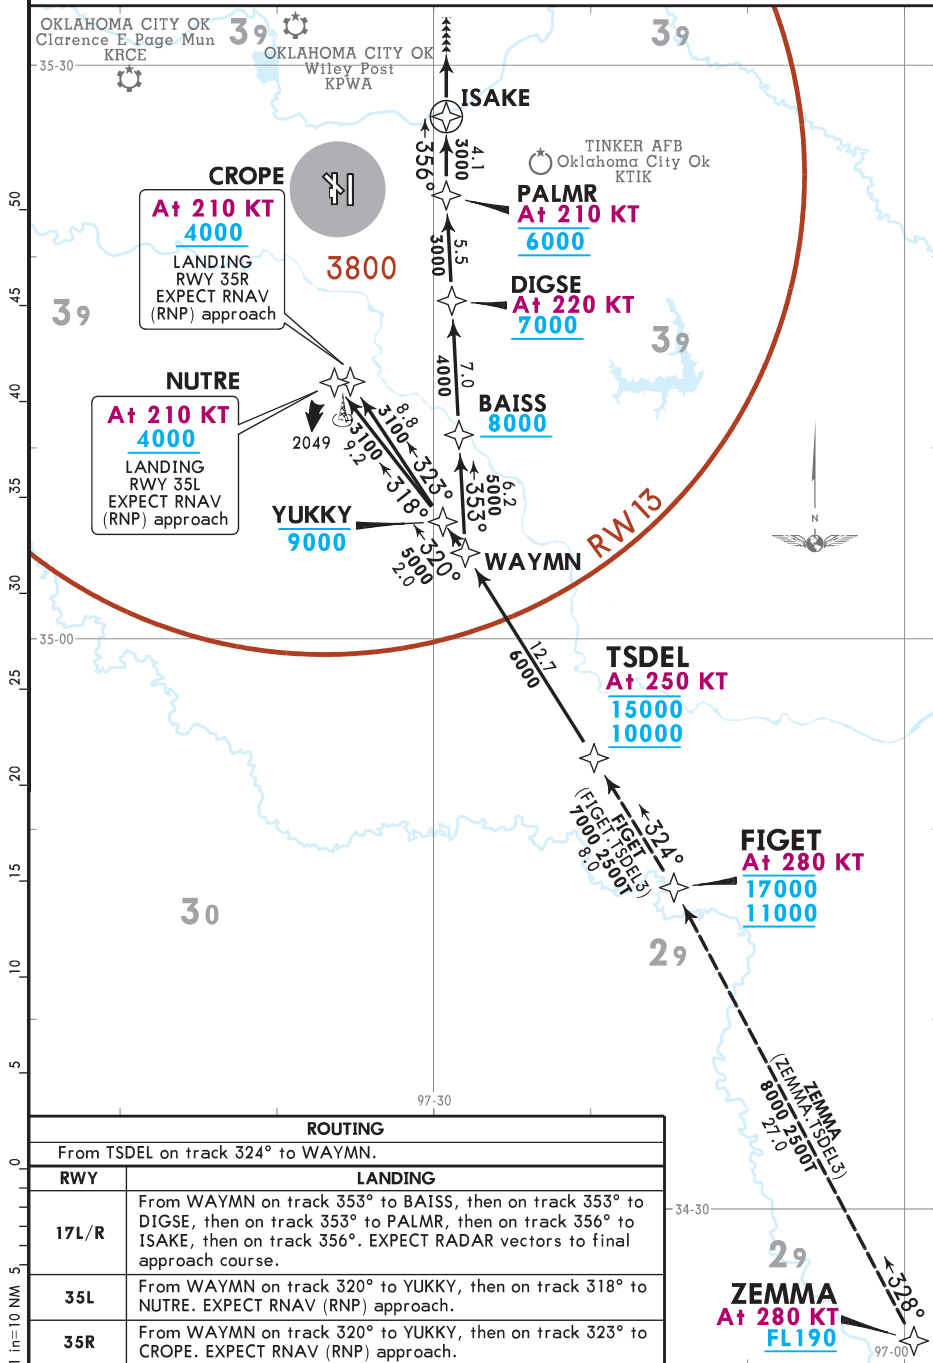 OKLAHOMA CITY OK
Clarence E Page Mun
KRCE
39
OKLAHOMA CITY OK
Wiley Post
KPWA
39
35-30
ISAKE
356°
4.1
3000
TINKER AFB
Oklahoma City Ok
KTIK
CROPE
At 210 KT
4000
LANDING
RWY 35R
EXPECT RNAV
(RNP) approach
PALMR
At 210 KT
6000
50
5.5
3000
3800
DIGSE
At 220 KT
7000
45
39
39
7.0
4000
NUTRE
At 210 KT
4000
LANDING
RWY 35L
EXPECT RNAV
(RNP) approach
40
2049
8.8
3100
323°
3100
318°
9.2
BAISS
8000
35
6.2
5000
353°
YUKKY
9000
320°
5000
2.0
WAYMN
RW13
N
30
35-00
12.7
6000
TSDEL
At 250 KT
15000
10000
25
20
324°
FIGET
(FIGET.TSDEL3)
7000 2500T
8.0
FIGET
At 280 KT
17000
11000
15
30
29
10
5
97-30
ZEMMA
(ZEMMA.TSDEL3)
8000 2500T
27.0
ROUTING
From TSDEL on track 324° to WAYMN.
0
RWY LANDING
17L/R
From WAYMN on track 353° to BAISS, then on track 353° to
DIGSE, then on track 353° to PALMR, then on track 356° to
ISAKE, then on track 356°. EXPECT RADAR vectors to final
approach course.
34-30
35L
From WAYMN on track 320° to YUKKY, then on track 318° to
NUTRE. EXPECT RNAV (RNP) approach.
35R
From WAYMN on track 320° to YUKKY, then on track 323° to
CROPE. EXPECT RNAV (RNP) approach.
5
1 in=10 NM
29
ZEMMA
At 280 KT
FL190
328°
97-00